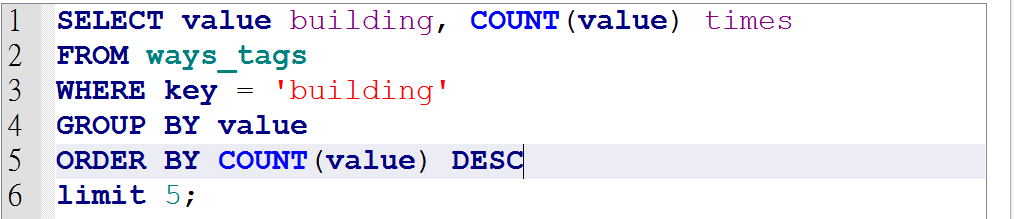 1 SELECT value building, COUNT(value) times
2 FROM ways_tags
3 WHERE key = 'building'
4 GROUP BY value
5 ORDER BY COUNT(value) DESC
6 limit 5;